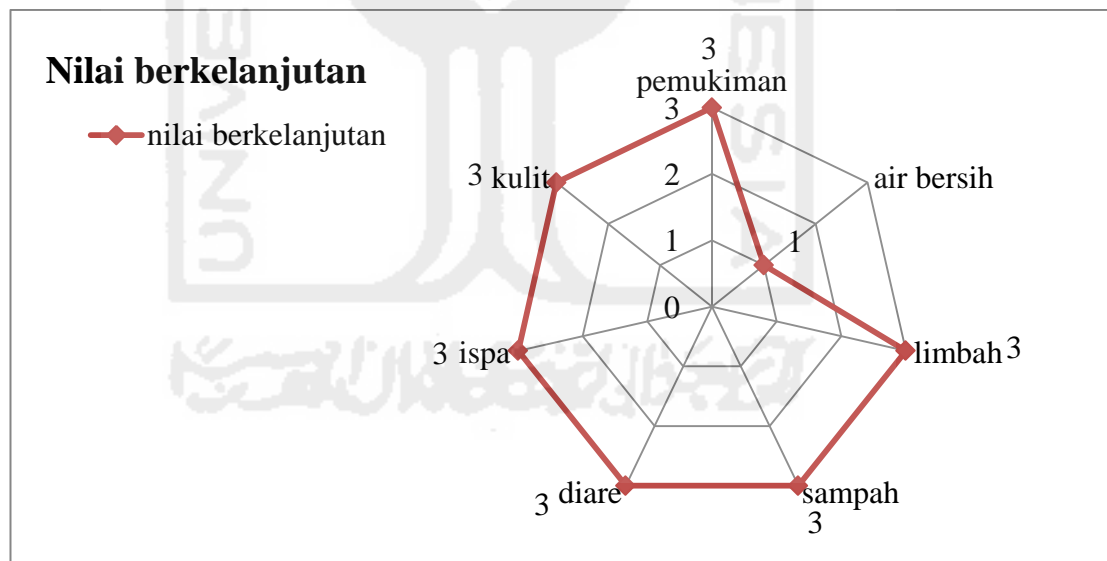 Nilai berkelanjutan
nilai berkelanjutan
3
pemukiman
3
2
1
0
air bersih
1
limbah 3
sampah
3
3 diare
3 ispa
3 kulit